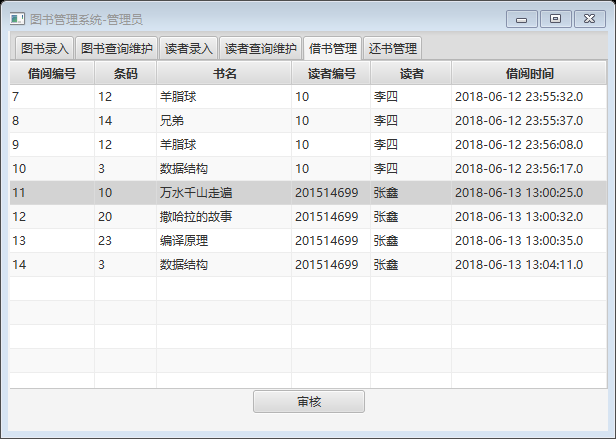 图书管理系统-管理员
图书录入 图书查询维护 读者录入 读者查询维护 借书管理 还书管理
借阅编号 条码 书名 读者编号 读者 借阅时间
7 12 羊脂球 10 李四 2018-06-12 23:55:32.0
8 14 兄弟 10 李四 2018-06-12 23:55:37.0
9 12 羊脂球 10 李四 2018-06-12 23:56:08.0
10 3 数据结构 10 李四 2018-06-12 23:56:17.0
11 10 万水千山走遍 201514699 张鑫 2018-06-13 13:00:25.0
12 20 撒哈拉的故事 201514699 张鑫 2018-06-13 13:00:32.0
13 23 编译原理 201514699 张鑫 2018-06-13 13:00:35.0
14 3 数据结构 201514699 张鑫 2018-06-13 13:04:11.0
审核